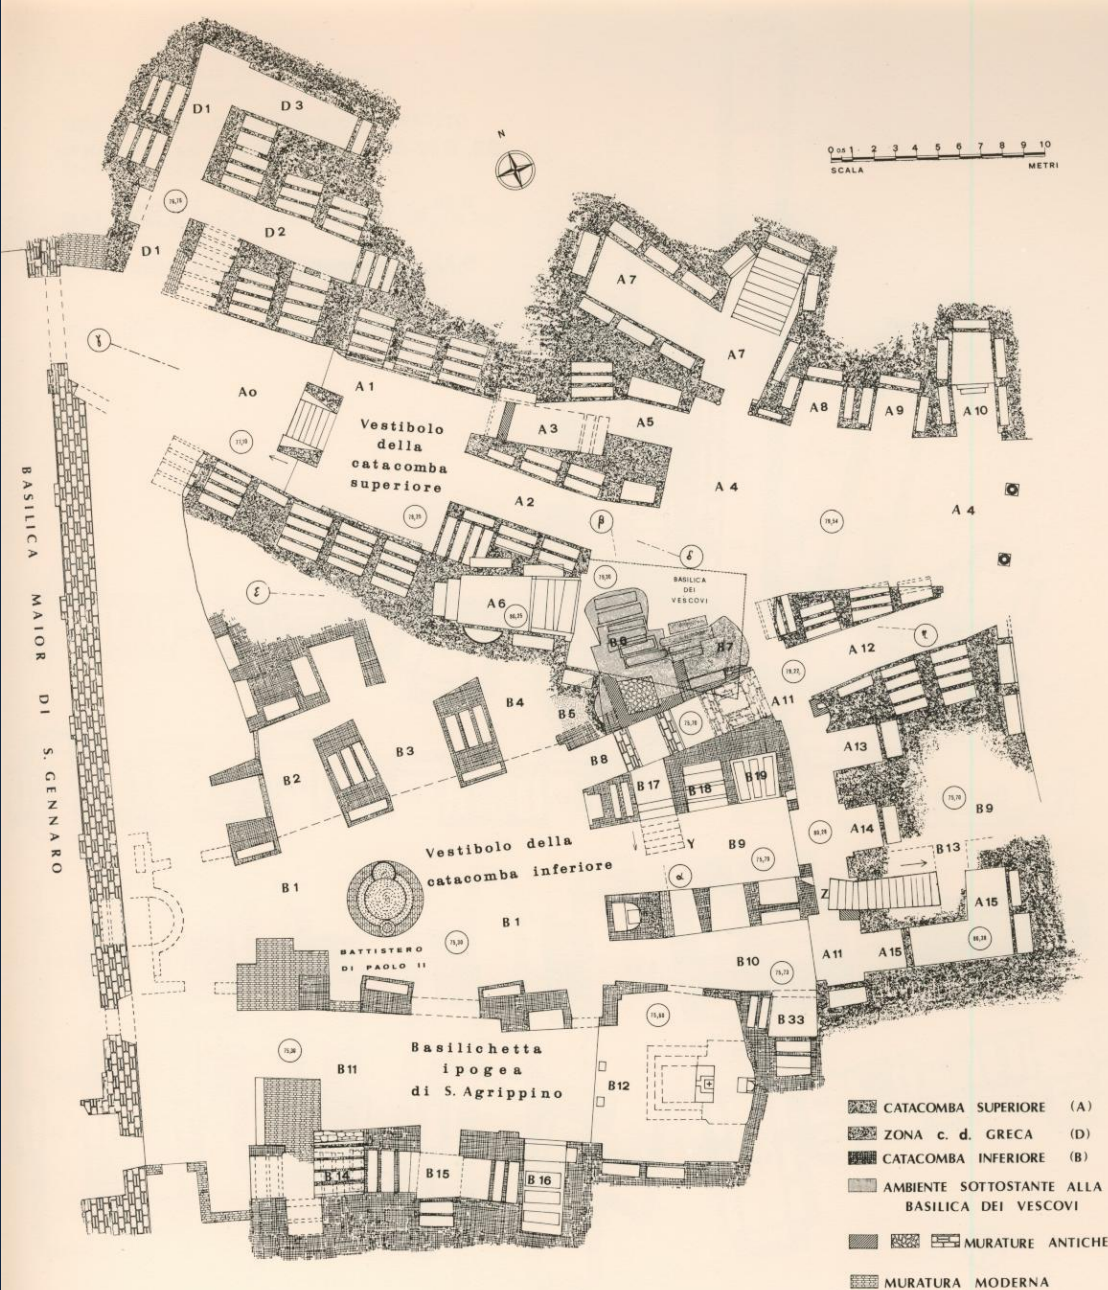 N
0 0,5 1 2 3 4 5 6 7 8 9 10
SCALA METRI
D1
D3
D2
D1
γ
Ao
A1
Vestibolo
della
catacomba
superiore
A3
A5
A7
A7
A8
A9
A10
A2
A4
A4
β
δ
ε
A6
BASILICA
DEI
VESCOVI
B6
B7
A12
A11
A13
A14
B9
B13
A15
Z
BASILICA MAIOR DI S. GENNARO
B2
B3
B4
B5
B8
B17
B18
B19
Y
B9
α
Vestibolo della
catacomba inferiore
B1
B1
BATTISTERO
DI PAOLO II
B10
A11
A15
B33
B11
Basilichetta
ipogea
di S. Agrippino
B12
B14
B15
B16
CATACOMBA SUPERIORE (A)
ZONA c. d. GRECA (D)
CATACOMBA INFERIORE (B)
AMBIENTE SOTTOSTANTE ALLA
BASILICA DEI VESCOVI
MURATURE ANTICHE
MURATURA MODERNA